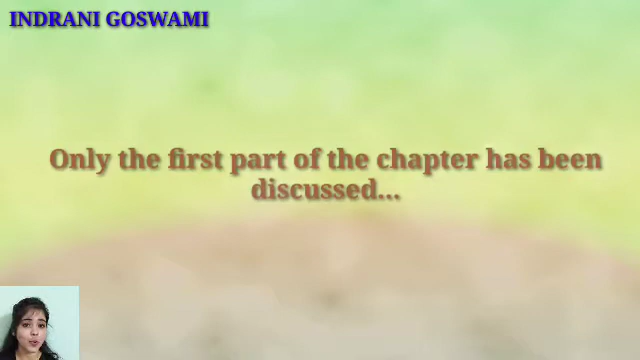 INDRANI GOSWAMI
Only the first part of the chapter has been
discussed...